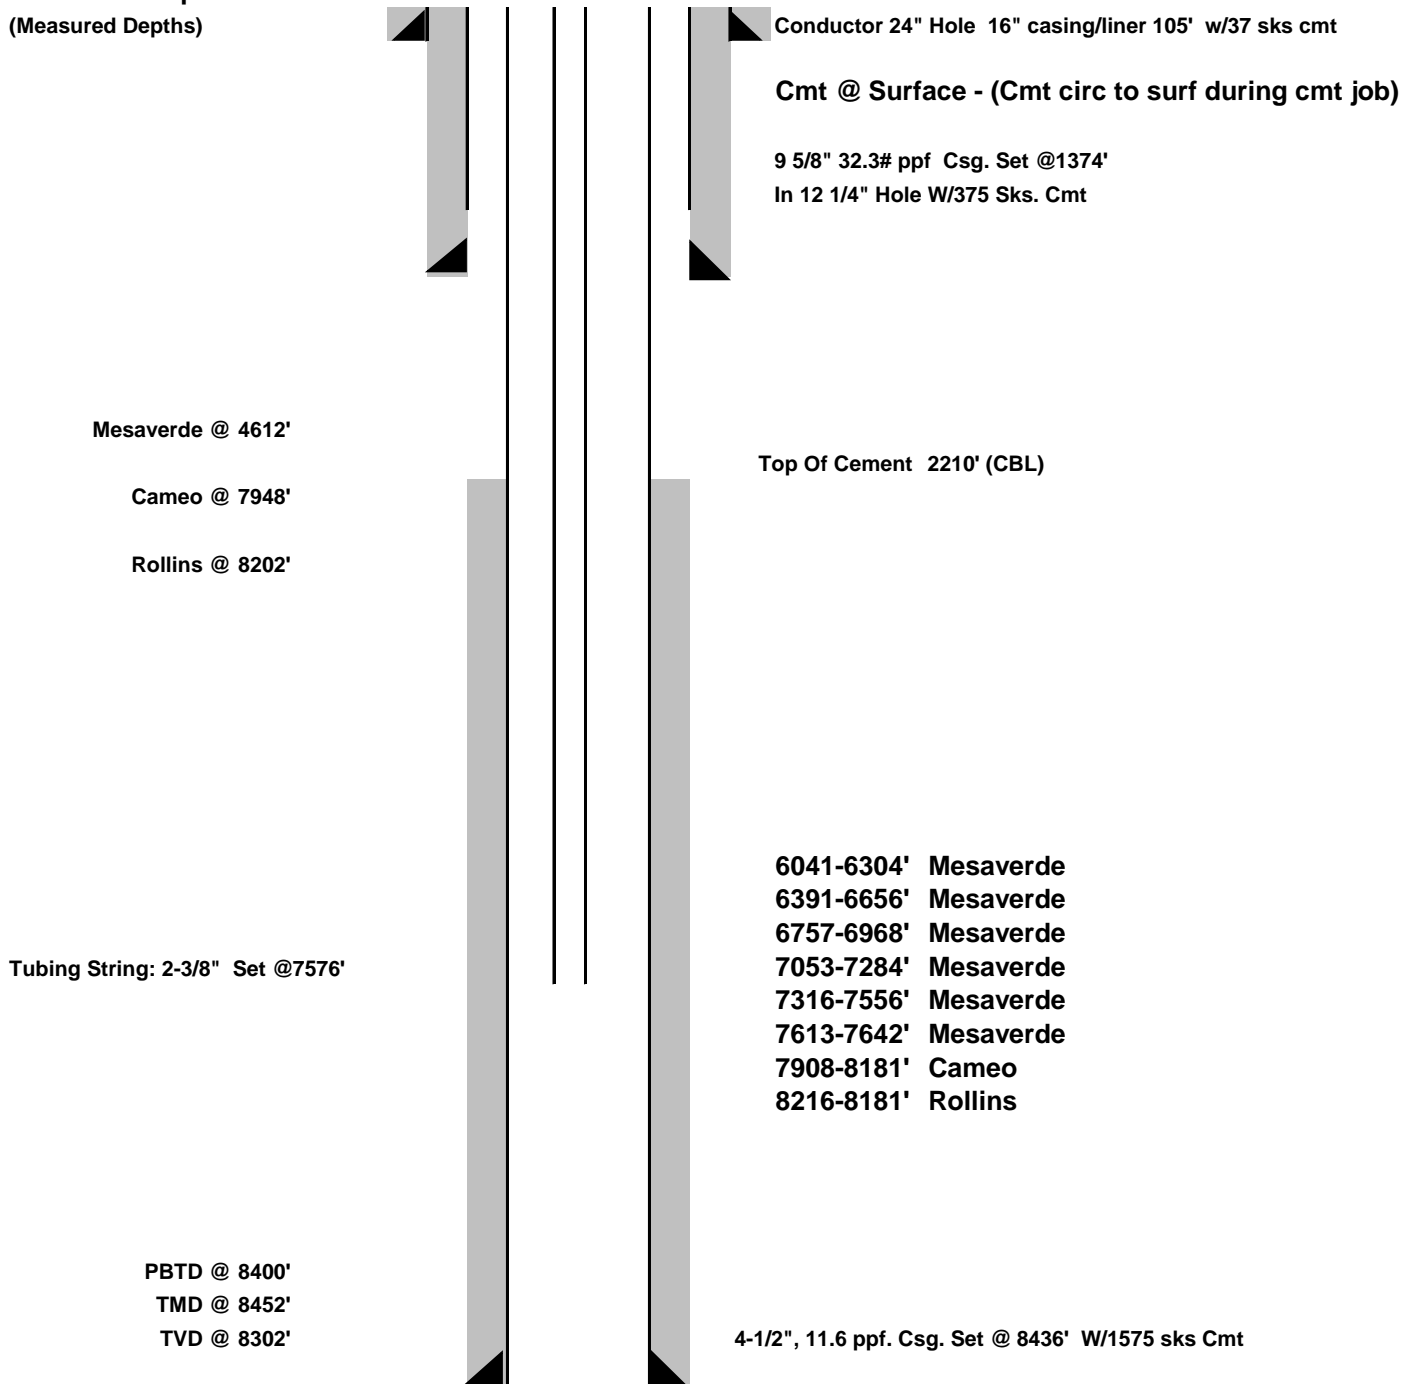 (Measured Depths)
Conductor 24" Hole 16" casing/liner 105' w/37 sks cmt
Cmt @ Surface - (Cmt circ to surf during cmt job)
9 5/8" 32.3# ppf Csg. Set @1374'
In 12 1/4" Hole W/375 Sks. Cmt
Mesaverde @ 4612'
Top Of Cement 2210' (CBL)
Cameo @ 7948'
Rollins @ 8202'
6041-6304' Mesaverde
6391-6656' Mesaverde
6757-6968' Mesaverde
Tubing String: 2-3/8" Set @7576'
7053-7284' Mesaverde
7316-7556' Mesaverde
7613-7642' Mesaverde
7908-8181' Cameo
8216-8181' Rollins
PBTD @ 8400'
TMD @ 8452'
TVD @ 8302'
4-1/2", 11.6 ppf. Csg. Set @ 8436' W/1575 sks Cmt